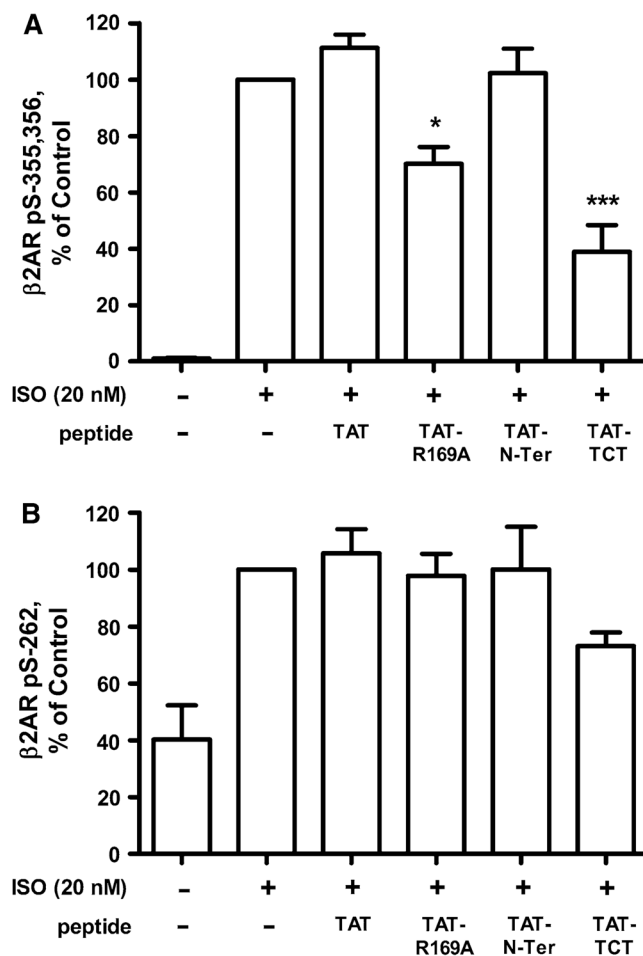 A
β2AR pS-355,356,
% of Control
120
100
80
60
40
20
0
*
***
ISO (20 nM) – + + + + +
peptide – – TAT TAT- TAT- TAT-
R169A N-Ter TCT
B
β2AR pS-262,
% of Control
120
100
80
60
40
20
0
ISO (20 nM) – + + + + +
peptide – – TAT TAT- TAT- TAT-
R169A N-Ter TCT